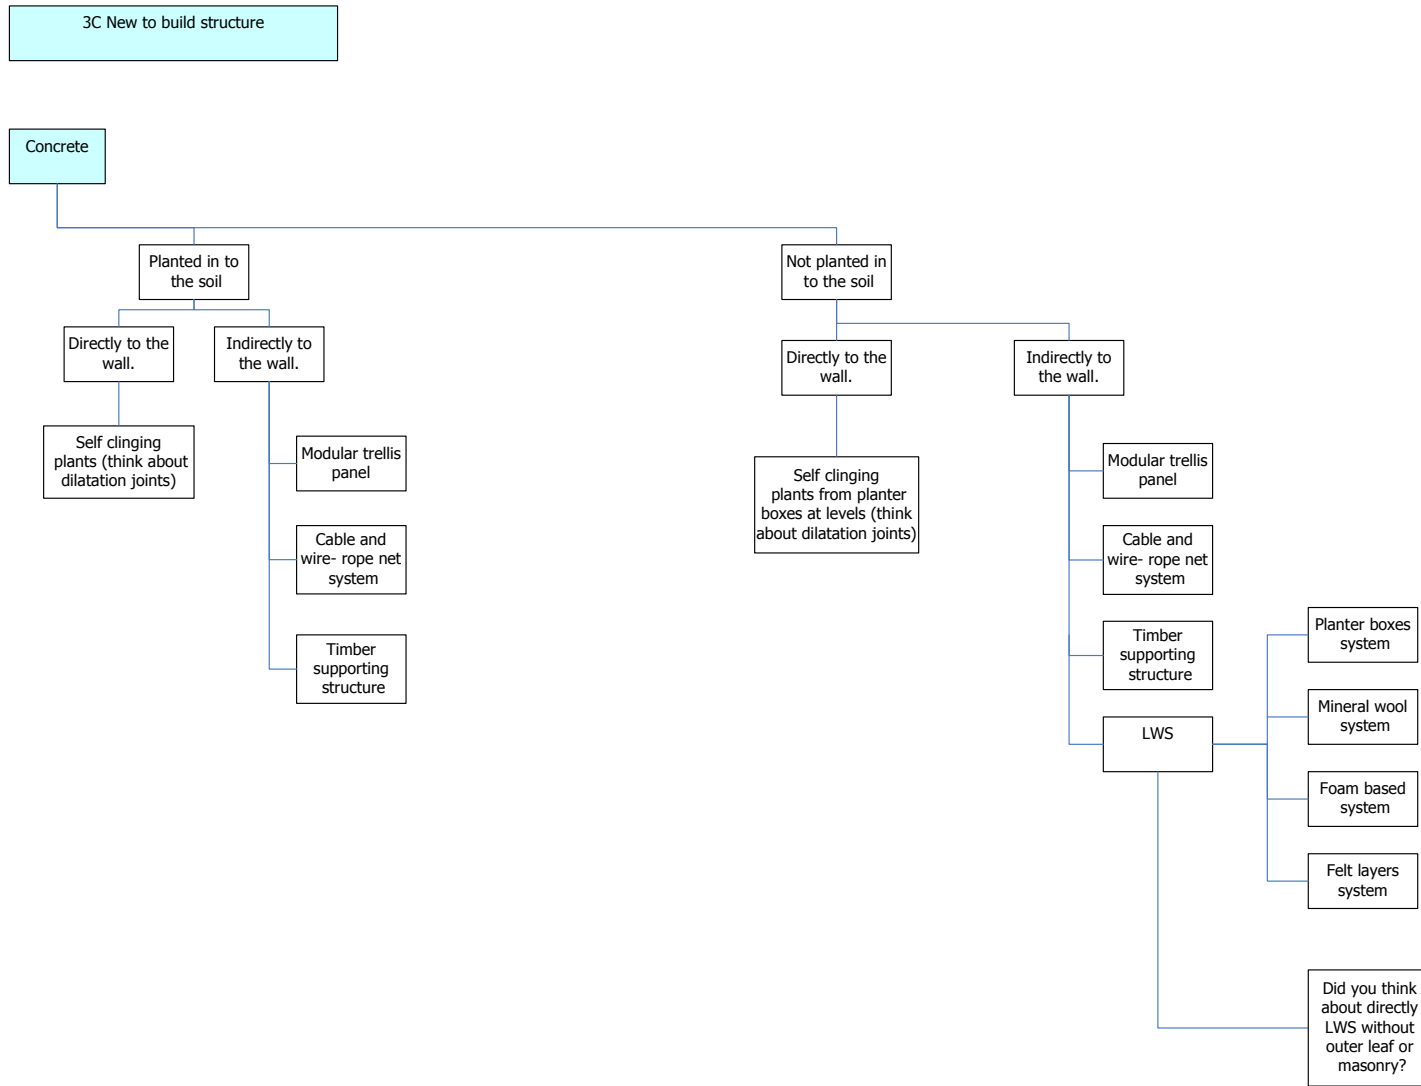 3C New to build structure
Concrete
Planted in to
the soil
Not planted in
to the soil
Directly to the
wall.
Indirectly to
the wall.
Directly to the
wall.
Indirectly to
the wall.
Self clinging
plants (think about
dilatation joints)
Modular trellis
panel
Cable and
wire- rope net
system
Timber
supporting
structure
Self clinging
plants from planter
boxes at levels (think
about dilatation joints)
Modular trellis
panel
Cable and
wire- rope net
system
Timber
supporting
structure
LWS
Planter boxes
system
Mineral wool
system
Foam based
system
Felt layers
system
Did you think
about directly
LWS without
outer leaf or
masonry?